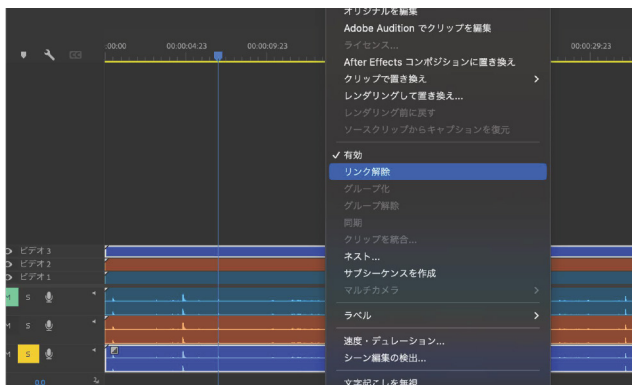 オリジナルを編集
Adobe Audition でクリップを編集
ライセンス...
After Effects コンポジションに置き換え
クリップで置き換え
レンダリングして置き換え...
レンダリング前に戻す
ソースクリップからキャプションを復元
:00:00
00:00:04:23
00:00:09:23
00:00:29:23
CC
有効
リンク解除
グループ化
グループ解除
同期
クリップを統合...
ネスト...
サブシーケンスを作成
マルチカメラ
ラベル
速度・デュレーション...
シーン編集の検出...
文字起こしを無視
ビデオ 3
ビデオ 2
ビデオ 1
M S
S
M S
0.0